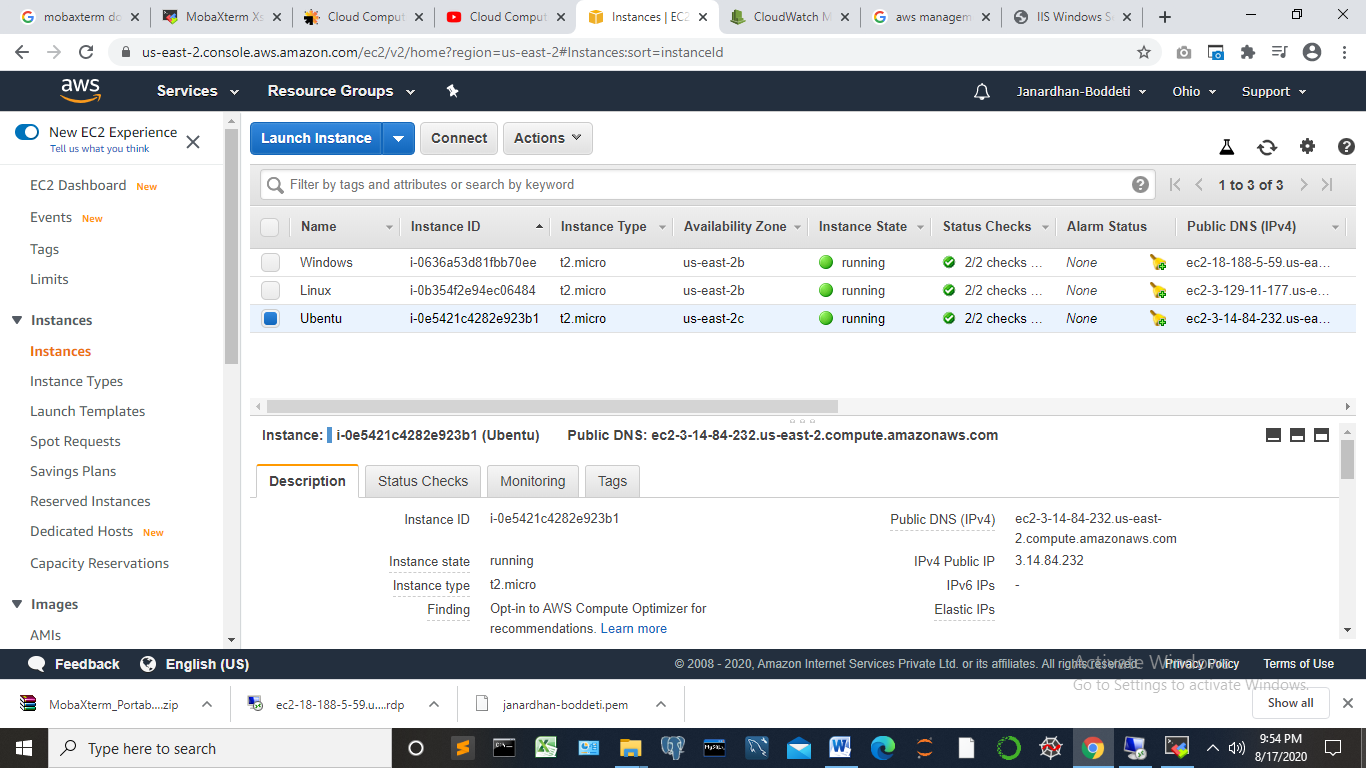 mobaxterm do
MobaXterm Xs
Cloud Comput
Cloud Comput
Instances | EC2
CloudWatch M
aws managem
IIS Windows Se
us-east-2.console.aws.amazon.com/ec2/v2/home?region=us-east-2#Instances:sort=instanceId
aws Services Resource Groups Janardhan-Boddeti Ohio Support
New EC2 Experience
Tell us what you think
EC2 Dashboard New
Events New
Tags
Limits
Instances
Instances
Instance Types
Launch Templates
Spot Requests
Savings Plans
Reserved Instances
Dedicated Hosts New
Capacity Reservations
Images
AMIs
Launch Instance Connect Actions
Filter by tags and attributes or search by keyword 1 to 3 of 3
Name Instance ID Instance Type Availability Zone Instance State Status Checks Alarm Status Public DNS (IPv4)
Windows i-0636a53d81fbb70ee t2.micro us-east-2b running 2/2 checks ... None ec2-18-188-5-59.us-ea...
Linux i-0b354f2e94ec06484 t2.micro us-east-2b running 2/2 checks ... None ec2-3-129-11-177.us-e...
Ubentu i-0e5421c4282e923b1 t2.micro us-east-2c running 2/2 checks ... None ec2-3-14-84-232.us-ea...
Instance: i-0e5421c4282e923b1 (Ubentu) Public DNS: ec2-3-14-84-232.us-east-2.compute.amazonaws.com
Description Status Checks Monitoring Tags
Instance ID i-0e5421c4282e923b1
Instance state running
Instance type t2.micro
Finding Opt-in to AWS Compute Optimizer for
recommendations. Learn more
Public DNS (IPv4) ec2-3-14-84-232.us-east-
2.compute.amazonaws.com
IPv4 Public IP 3.14.84.232
IPv6 IPs -
Elastic IPs
Feedback English (US) © 2008 - 2020, Amazon Internet Services Private Ltd. or its affiliates. All rights reserved. Privacy Policy Terms of Use
Activate Windows
Go to Settings to activate Windows.
MobaXterm_Portab....zip ec2-18-188-5-59.u....rdp janardhan-boddeti.pem Show all
Type here to search
9:54 PM
8/17/2020